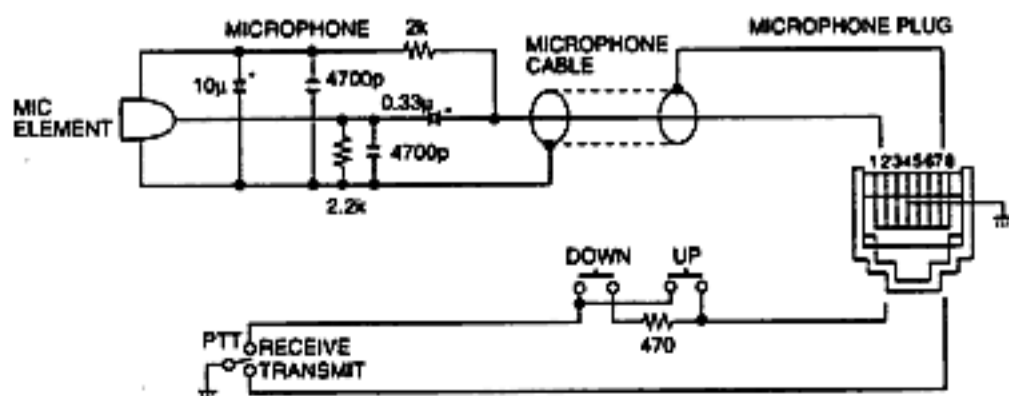 MICROPHONE
2k
MICROPHONE
CABLE
MICROPHONE PLUG
10μ
4700p
0.33μ
MIC
ELEMENT
4700p
2.2k
12345678
DOWN
UP
470
PTT
RECEIVE
TRANSMIT